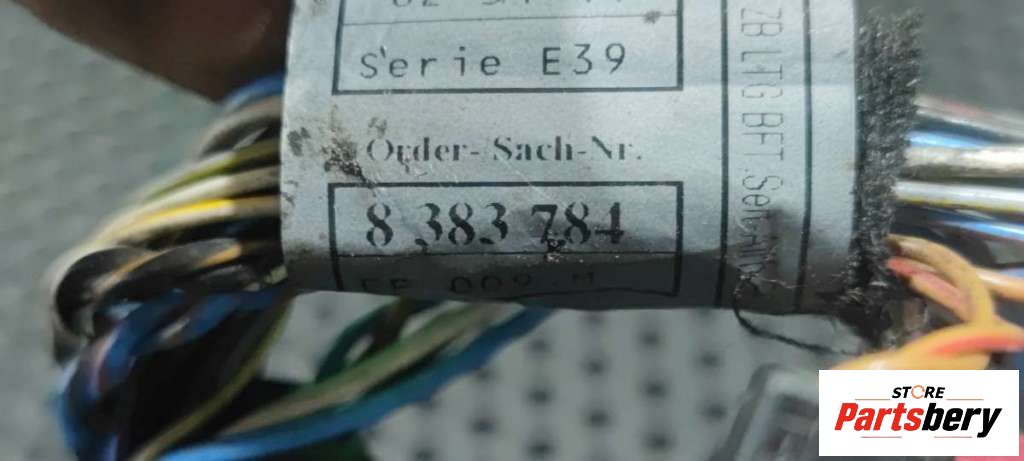 Serie E39
Order-Sach-Nr.
8 383 784
ZB LTG BFT.
STORE
Partsbery